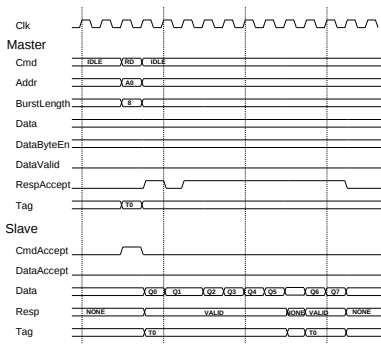 Clk
Master
Cmd IDLE RD IDLE
Addr A0
BurstLength 8
Data
DataByteEn
DataValid
RespAccept
Tag T0
Slave
CmdAccept
DataAccept
Data Q0 Q1 Q2 Q3 Q4 Q5 Q6 Q7
Resp NONE VALID NONE VALID NONE
Tag T0 T0